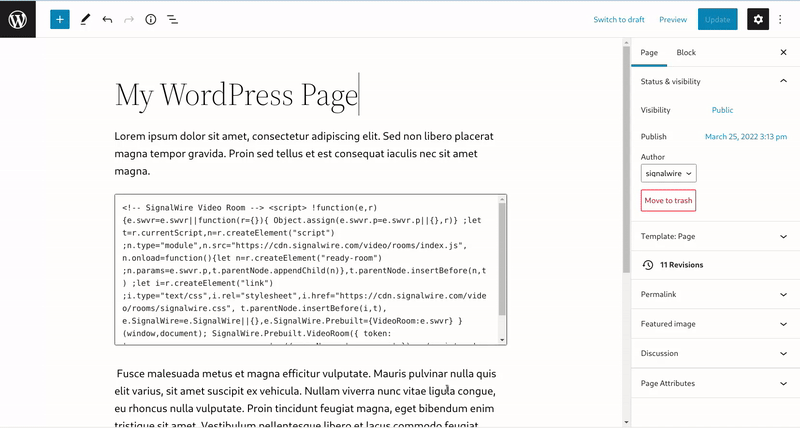 Switch to draft Preview Update
My WordPress Page
Lorem ipsum dolor sit amet, consectetur adipiscing elit. Sed non libero placerat
magna tempor gravida. Proin sed tellus et est consequat iaculis nec sit amet
magna.
<!-- SignalWire Video Room --> <script> !function(e,r)
{e.swvr=e.swvr||function(r={}){ Object.assign(e.swvr.p=e.swvr.p||{},r)} ;let
t=r.currentScript,n=r.createElement("script")
;n.type="module",n.src="https://cdn.signalwire.com/video/rooms/index.js",
n.onload=function(){let n=r.createElement("ready-room")
;n.params=e.swvr.p,t.parentNode.appendChild(n)},t.parentNode.insertBefore(n,t
) ;let i=r.createElement("link")
;i.type="text/css",i.rel="stylesheet",i.href="https://cdn.signalwire.com/vide
o/rooms/signalwire.css", t.parentNode.insertBefore(i,t),
e.SignalWire=e.SignalWire||{},e.SignalWire.Prebuilt={VideoRoom:e.swvr} }
(window,document); SignalWire.Prebuilt.VideoRoom({ token:
Fusce malesuada metus et magna efficitur vulputate. Mauris pulvinar nulla quis
elit varius, sit amet suscipit ex vehicula. Nullam viverra nunc vitae ligula congue,
eu rhoncus nulla vulputate. Proin tincidunt feugiat magna, eget bibendum enim
tristique sit amet. Vestibulum pellentesque libero et lacus commodo feugiat
Page Block
Status & visibility
Visibility Public
Publish March 25, 2022 3:13 pm
Author
signalwire
Move to trash
Template: Page
11 Revisions
Permalink
Featured image
Discussion
Page Attributes